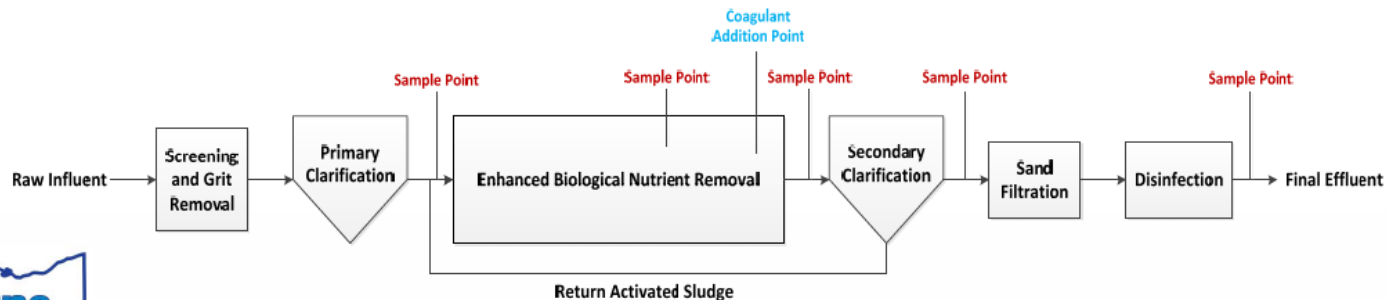 Coagulant
Addition Point
Sample Point
Sample Point
Sample Point
Sample Point
Sample Point
Raw Influent
Screening
and Grit
Removal
Primary
Clarification
Enhanced Biological Nutrient Removal
Secondary
Clarification
Sand
Filtration
Disinfection
Final Effluent
Return Activated Sludge